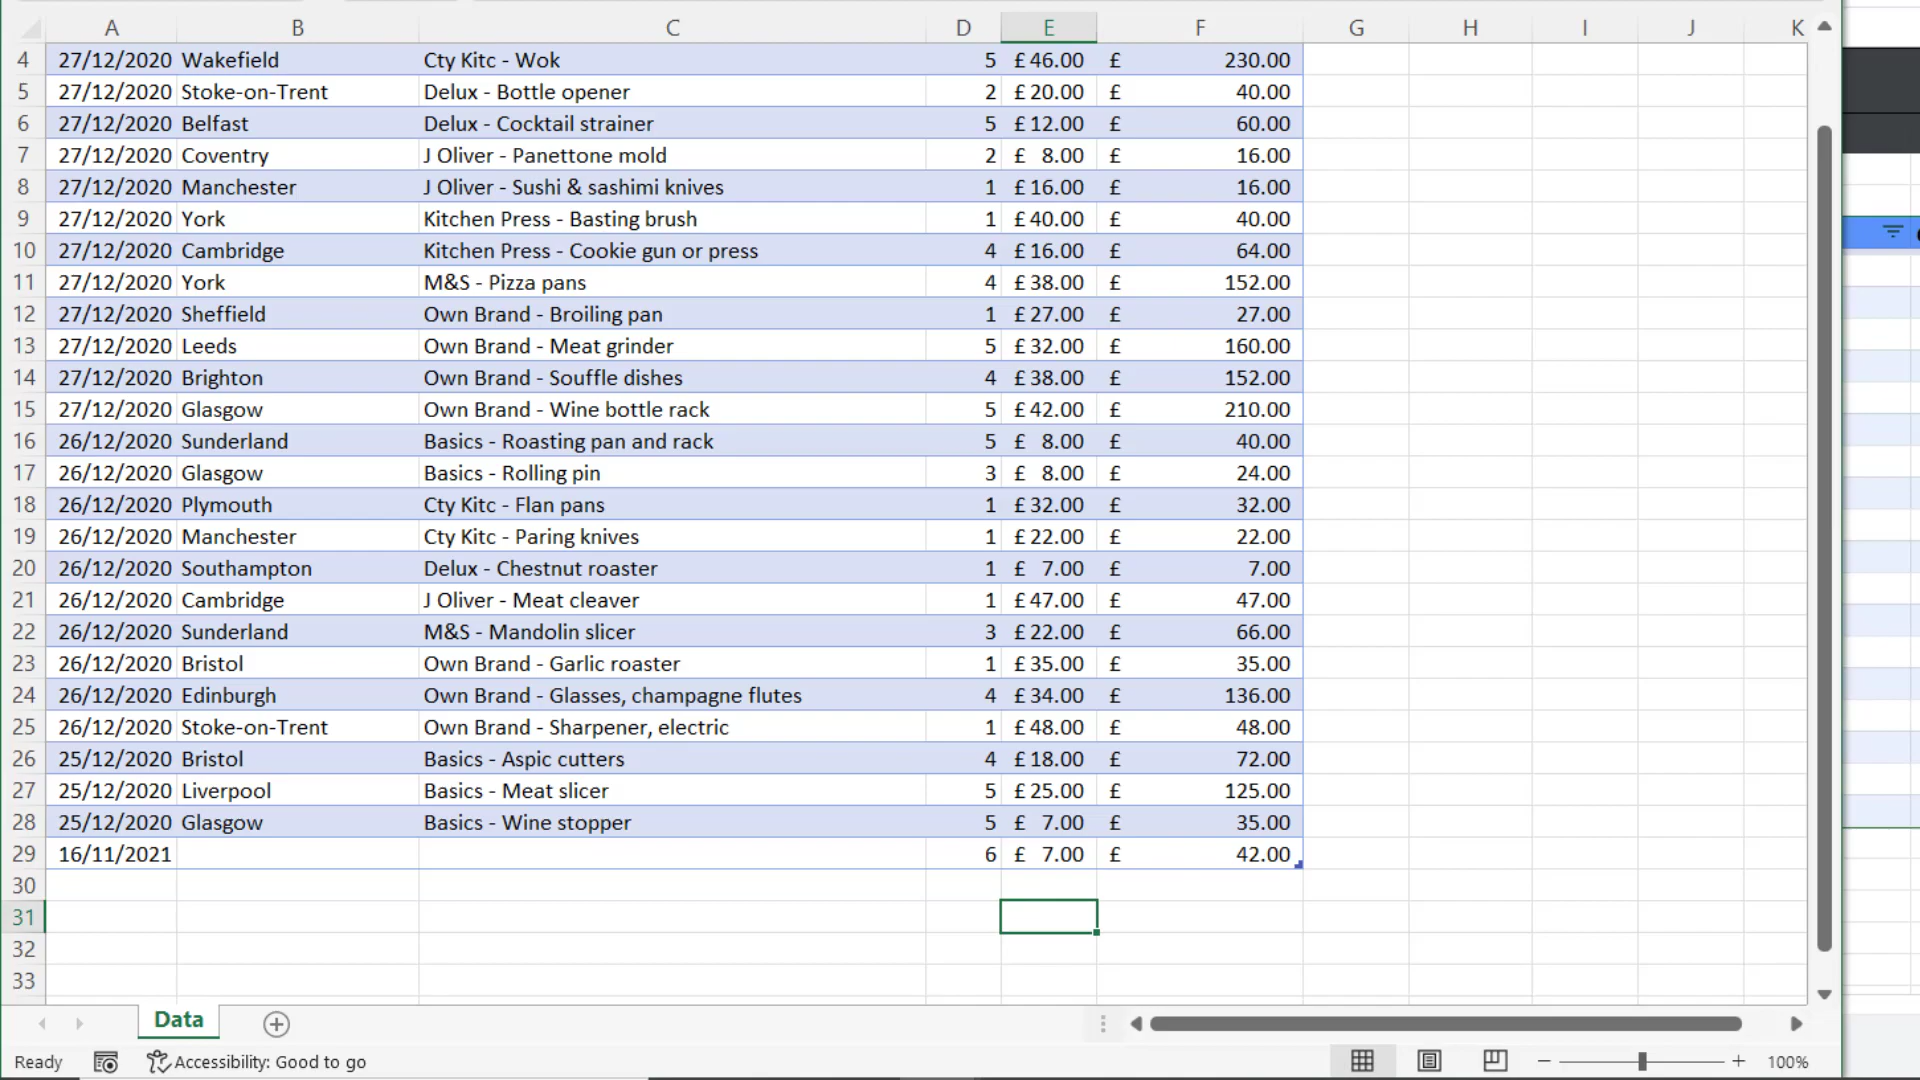 A B C D E F G H I J K
4 27/12/2020 Wakefield Cty Kitc - Wok 5 £ 46.00 £ 230.00
5 27/12/2020 Stoke-on-Trent Delux - Bottle opener 2 £ 20.00 £ 40.00
6 27/12/2020 Belfast Delux - Cocktail strainer 5 £ 12.00 £ 60.00
7 27/12/2020 Coventry J Oliver - Panettone mold 2 £ 8.00 £ 16.00
8 27/12/2020 Manchester J Oliver - Sushi & sashimi knives 1 £ 16.00 £ 16.00
9 27/12/2020 York Kitchen Press - Basting brush 1 £ 40.00 £ 40.00
10 27/12/2020 Cambridge Kitchen Press - Cookie gun or press 4 £ 16.00 £ 64.00
11 27/12/2020 York M&S - Pizza pans 4 £ 38.00 £ 152.00
12 27/12/2020 Sheffield Own Brand - Broiling pan 1 £ 27.00 £ 27.00
13 27/12/2020 Leeds Own Brand - Meat grinder 5 £ 32.00 £ 160.00
14 27/12/2020 Brighton Own Brand - Souffle dishes 4 £ 38.00 £ 152.00
15 27/12/2020 Glasgow Own Brand - Wine bottle rack 5 £ 42.00 £ 210.00
16 26/12/2020 Sunderland Basics - Roasting pan and rack 5 £ 8.00 £ 40.00
17 26/12/2020 Glasgow Basics - Rolling pin 3 £ 8.00 £ 24.00
18 26/12/2020 Plymouth Cty Kitc - Flan pans 1 £ 32.00 £ 32.00
19 26/12/2020 Manchester Cty Kitc - Paring knives 1 £ 22.00 £ 22.00
20 26/12/2020 Southampton Delux - Chestnut roaster 1 £ 7.00 £ 7.00
21 26/12/2020 Cambridge J Oliver - Meat cleaver 1 £ 47.00 £ 47.00
22 26/12/2020 Sunderland M&S - Mandolin slicer 3 £ 22.00 £ 66.00
23 26/12/2020 Bristol Own Brand - Garlic roaster 1 £ 35.00 £ 35.00
24 26/12/2020 Edinburgh Own Brand - Glasses, champagne flutes 4 £ 34.00 £ 136.00
25 26/12/2020 Stoke-on-Trent Own Brand - Sharpener, electric 1 £ 48.00 £ 48.00
26 25/12/2020 Bristol Basics - Aspic cutters 4 £ 18.00 £ 72.00
27 25/12/2020 Liverpool Basics - Meat slicer 5 £ 25.00 £ 125.00
28 25/12/2020 Glasgow Basics - Wine stopper 5 £ 7.00 £ 35.00
29 16/11/2021 6 £ 7.00 £ 42.00
30
31
32
33
Data
Ready Accessibility: Good to go 100%